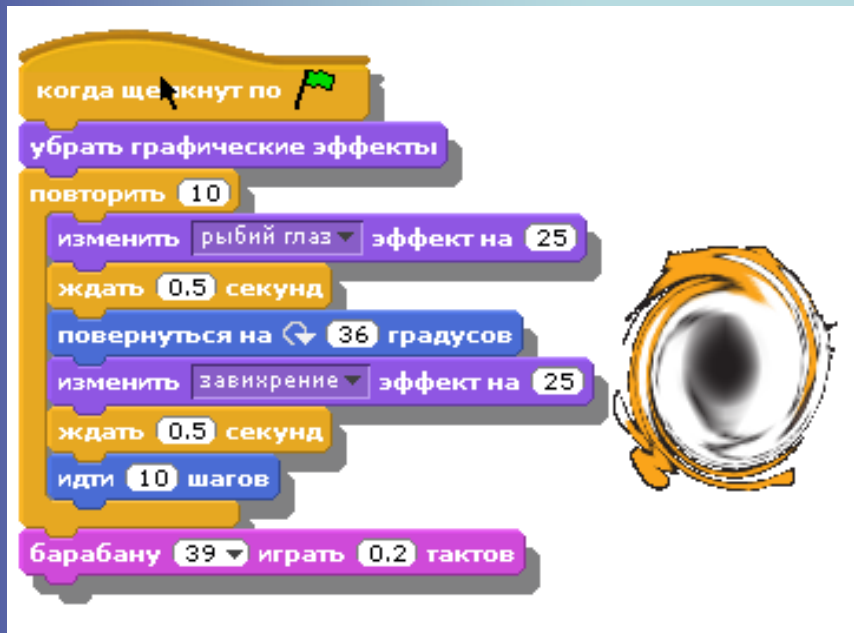 когда щелкнут по
убрать графические эффекты
повторить 10
изменить рыбий глаз эффект на 25
ждать 0.5 секунд
повернуться на 36 градусов
изменить завихрение эффект на 25
ждать 0.5 секунд
идти 10 шагов
барабану 39 играть 0.2 тактов